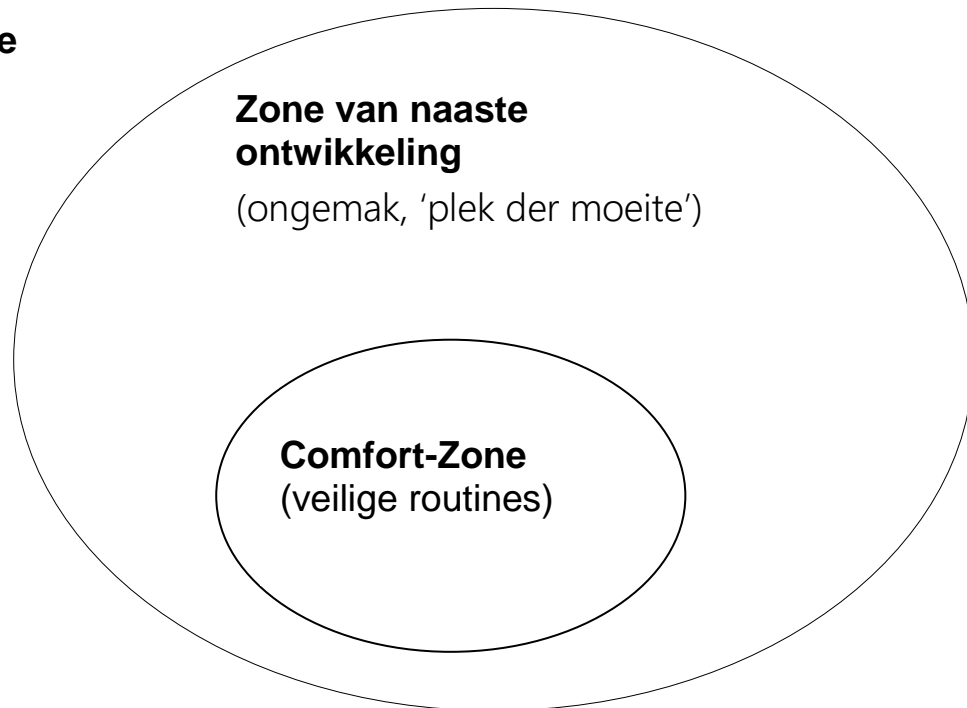 e
Zone van naaste
ontwikkeling
(ongemak, ‘plek der moeite’)
Comfort-Zone
(veilige routines)